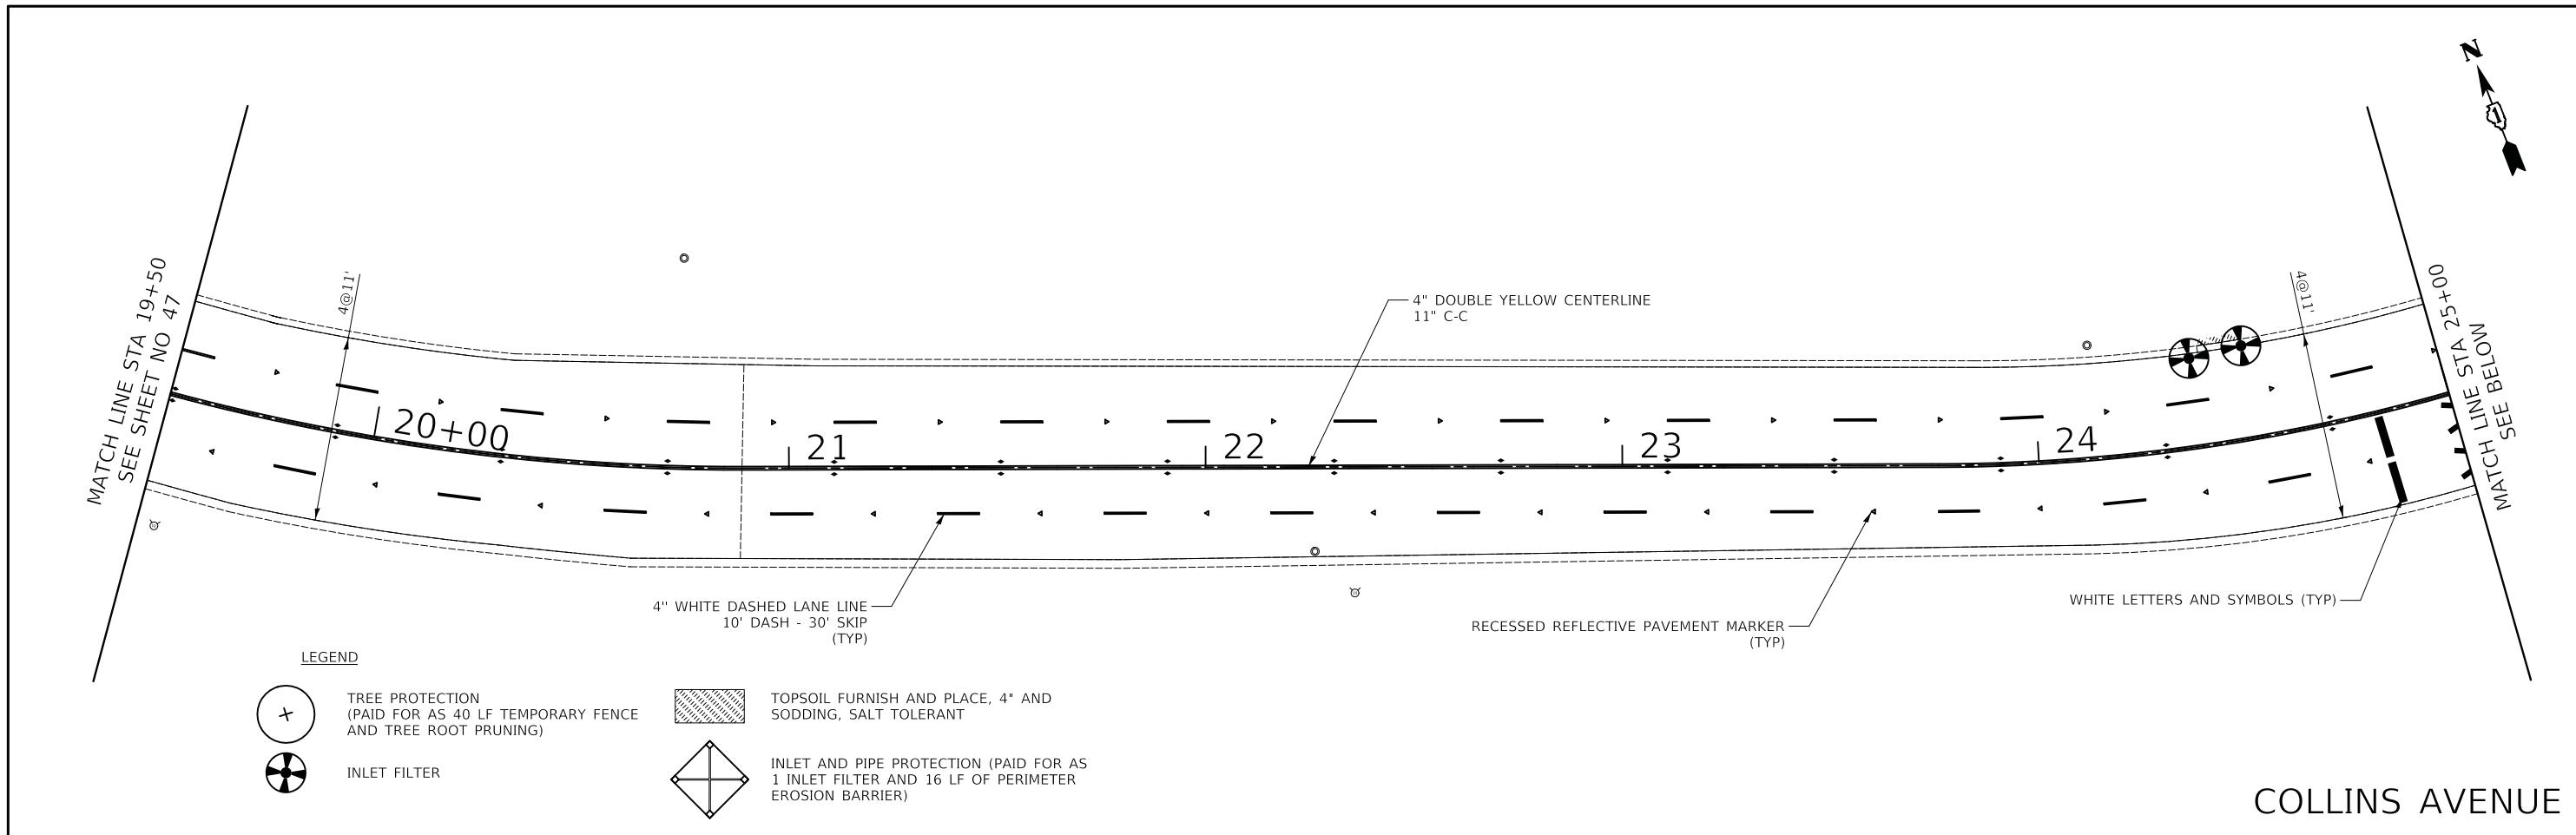 N
1
MATCH LINE STA 19+50
SEE SHEET NO 47
4@11'
4" DOUBLE YELLOW CENTERLINE
11" C-C
4@11'
MATCH LINE STA 25+00
SEE BELOW
20+00
21
22
23
24
4'' WHITE DASHED LANE LINE
10' DASH - 30' SKIP
(TYP)
RECESSED REFLECTIVE PAVEMENT MARKER
(TYP)
WHITE LETTERS AND SYMBOLS (TYP)
LEGEND
TREE PROTECTION
(PAID FOR AS 40 LF TEMPORARY FENCE
AND TREE ROOT PRUNING)
INLET FILTER
TOPSOIL FURNISH AND PLACE, 4" AND
SODDING, SALT TOLERANT
INLET AND PIPE PROTECTION (PAID FOR AS
1 INLET FILTER AND 16 LF OF PERIMETER
EROSION BARRIER)
COLLINS AVENUE